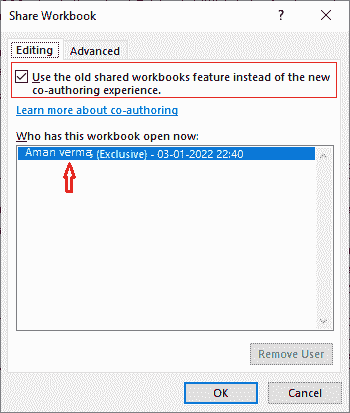 Share Workbook
?
Editing
Advanced
Use the old shared workbooks feature instead of the new
co-authoring experience.
Learn more about co-authoring
Who has this workbook open now:
Aman verma (Exclusive) - 03-01-2022 22:40
Remove User
OK
Cancel